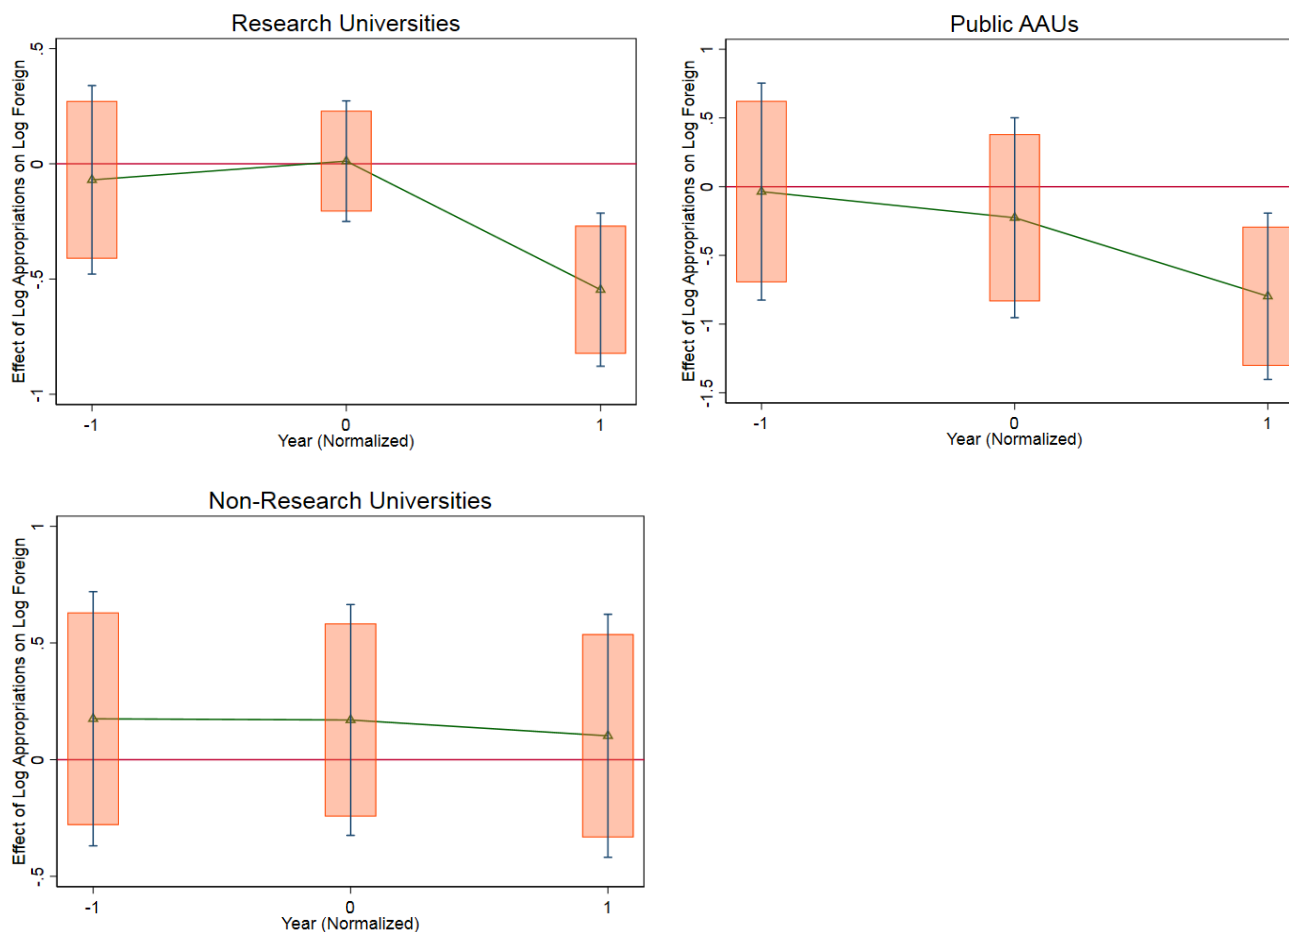 Research Universities
Effect of Log Appropriations on Log Foreign
.5
0
-.5
-1
-1
0
1
Year (Normalized)
Public AAUs
Effect of Log Appropriations on Log Foreign
1
.5
0
-.5
-1
-1.5
-1
0
1
Year (Normalized)
Non-Research Universities
Effect of Log Appropriations on Log Foreign
1
.5
0
-.5
-1
0
1
Year (Normalized)